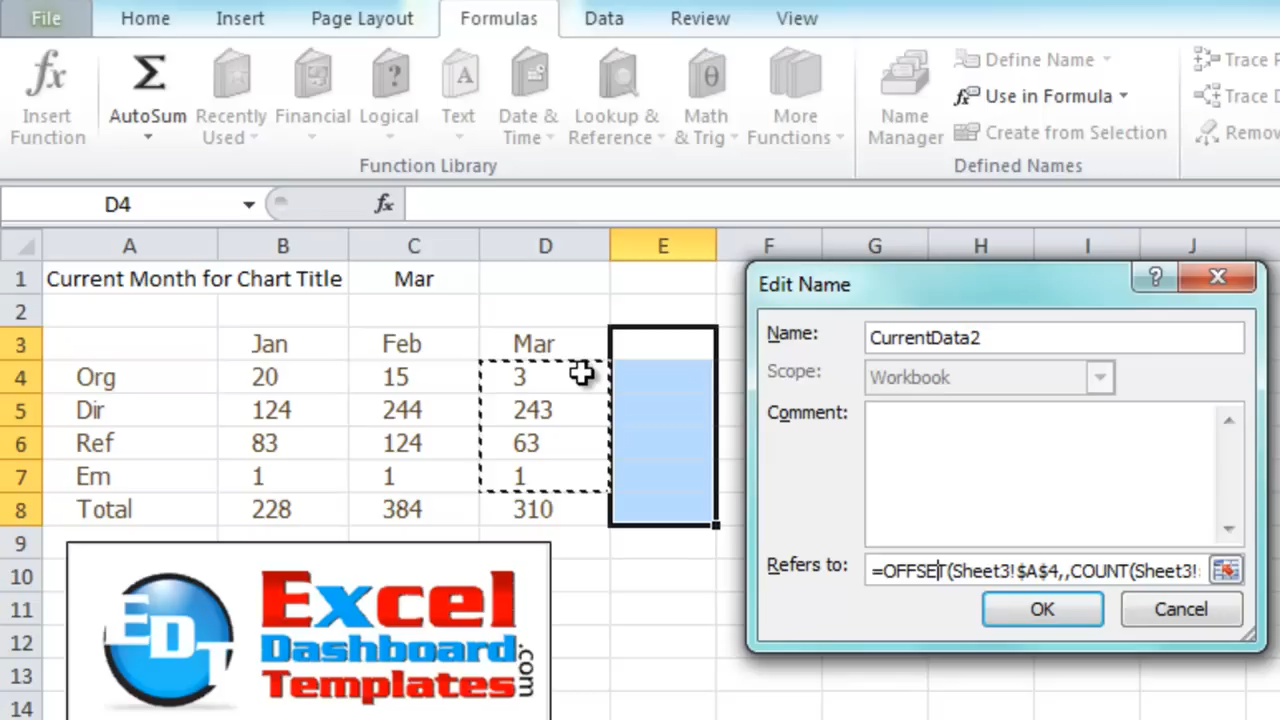 File Home Insert Page Layout Formulas Data Review View
fx Σ ? A θ
Insert Function
AutoSum
Recently Used
Financial
Logical
Text
Date & Time
Lookup & Reference
Math & Trig
More Functions
Function Library
Name Manager
Define Name
fx Use in Formula
Create from Selection
Defined Names
Trace P
Trace D
Remov
D4 fx
A B C D E F G H I J
1 Current Month for Chart Title Mar
2
3 Jan Feb Mar
4 Org 20 15 3
5 Dir 124 244 243
6 Ref 83 124 63
7 Em 1 1 1
8 Total 228 384 310
9
10
11
12
13
14
EDT
Excel
Dashboard
Templates
.com
Edit Name ? X
Name: CurrentData2
Scope: Workbook
Comment:
Refers to: =OFFSET(Sheet3!$A$4,,COUNT(Sheet3!
OK Cancel